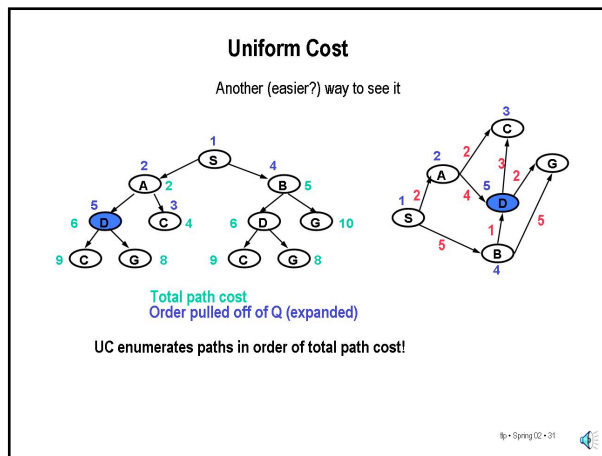 Uniform Cost
Another (easier?) way to see it
1
S
2
A 2
4
B 5
5
6 D
3
C 4
6 D
G 10
9 C
G 8
9 C
G 8
3
C
2
A
2
3
G
2
5
D
4
1
S
2
5
1
5
B
4
Total path cost
Order pulled off of Q (expanded)
UC enumerates paths in order of total path cost!
tlp • Spring 02 • 31